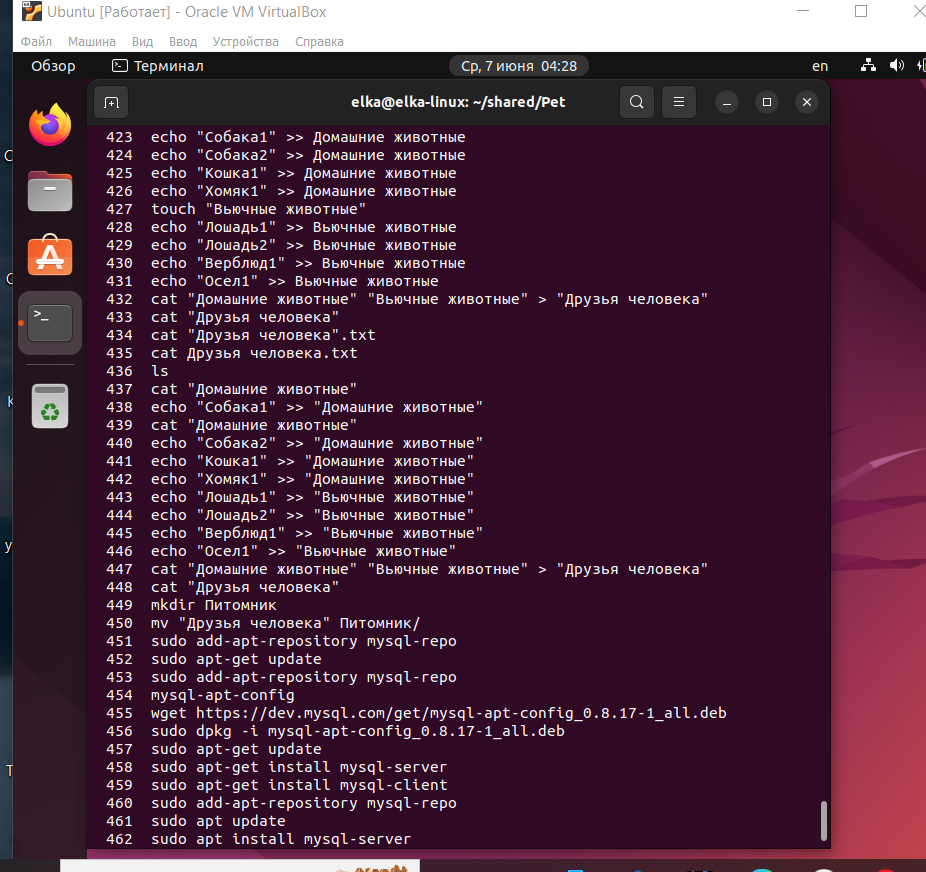 Ubuntu [Работает] - Oracle VM VirtualBox
Файл Машина Вид Ввод Устройства Справка
Обзор Терминал Ср, 7 июня 04:28 en
elka@elka-linux: ~/shared/Pet
423 echo "Собака1" >> Домашние животные
424 echo "Собака2" >> Домашние животные
425 echo "Кошка1" >> Домашние животные
426 echo "Хомяк1" >> Домашние животные
427 touch "Вьючные животные"
428 echo "Лошадь1" >> Вьючные животные
429 echo "Лошадь2" >> Вьючные животные
430 echo "Верблюд1" >> Вьючные животные
431 echo "Осел1" >> Вьючные животные
432 cat "Домашние животные" "Вьючные животные" > "Друзья человека"
433 cat "Друзья человека"
434 cat "Друзья человека".txt
435 cat Друзья человека.txt
436 ls
437 cat "Домашние животные"
438 echo "Собака1" >> "Домашние животные"
439 cat "Домашние животные"
440 echo "Собака2" >> "Домашние животные"
441 echo "Кошка1" >> "Домашние животные"
442 echo "Хомяк1" >> "Домашние животные"
443 echo "Лошадь1" >> "Вьючные животные"
444 echo "Лошадь2" >> "Вьючные животные"
445 echo "Верблюд1" >> "Вьючные животные"
446 echo "Осел1" >> "Вьючные животные"
447 cat "Домашние животные" "Вьючные животные" > "Друзья человека"
448 cat "Друзья человека"
449 mkdir Питомник
450 mv "Друзья человека" Питомник/
451 sudo add-apt-repository mysql-repo
452 sudo apt-get update
453 sudo add-apt-repository mysql-repo
454 mysql-apt-config
455 wget https://dev.mysql.com/get/mysql-apt-config_0.8.17-1_all.deb
456 sudo dpkg -i mysql-apt-config_0.8.17-1_all.deb
457 sudo apt-get update
458 sudo apt-get install mysql-server
459 sudo apt-get install mysql-client
460 sudo add-apt-repository mysql-repo
461 sudo apt update
462 sudo apt install mysql-server